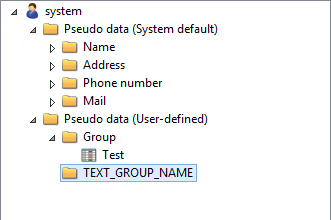 system
Pseudo data (System default)
Name
Address
Phone number
Mail
Pseudo data (User-defined)
Group
Test
TEXT_GROUP_NAME